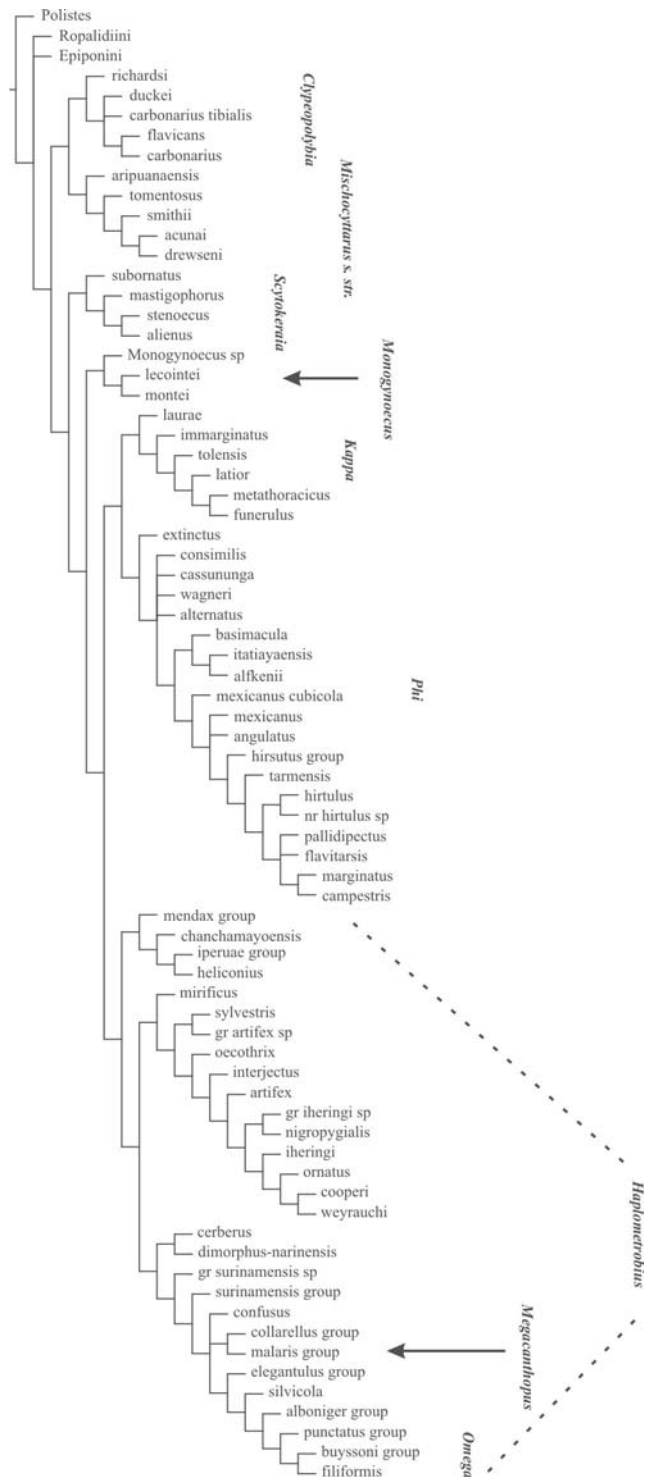 Polistes
Ropalidiini
Epiponini
richardsi
duckei
carbonarius tibialis
flavicans
carbonarius
aripuanaensis
tomentosus
smithii
acunai
drewseni
subornatus
mastigophorus
stenoecus
alienus
Monogynoecus sp
lecointei
montei
laurae
immarginatus
tolensis
latior
metathoracicus
funerulus
extinctus
consimilis
cassununga
wagneri
alternatus
basimacula
itatiayaensis
alfkenii
mexicanus cubicola
mexicanus
angulatus
hirsutus group
tarmensis
hirtulus
nr hirtulus sp
pallidipectus
flavitarsis
marginatus
campestris
mendax group
chanchamayoensis
iperuae group
heliconius
mirificus
sylvestris
gr artifex sp
oecothrix
interjectus
artifex
gr iheringi sp
nigropygialis
iheringi
ornatus
cooperi
weyrauchi
cerberus
dimorphus-narinensis
gr surinamensis sp
surinamensis group
confusus
collarellus group
malaris group
elegantulus group
silvicola
alboniger group
punctatus group
buyssoni group
filiformis
Clypeopolybia
Mischocyttarus s. str.
Scytokeraia
Monogynoecus
Kappa
Phi
Haplometrobius
Megacanthopus
Omega